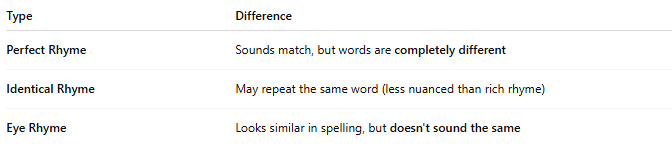 Type Difference
Perfect Rhyme Sounds match, but words are completely different
Identical Rhyme May repeat the same word (less nuanced than rich rhyme)
Eye Rhyme Looks similar in spelling, but doesn't sound the same